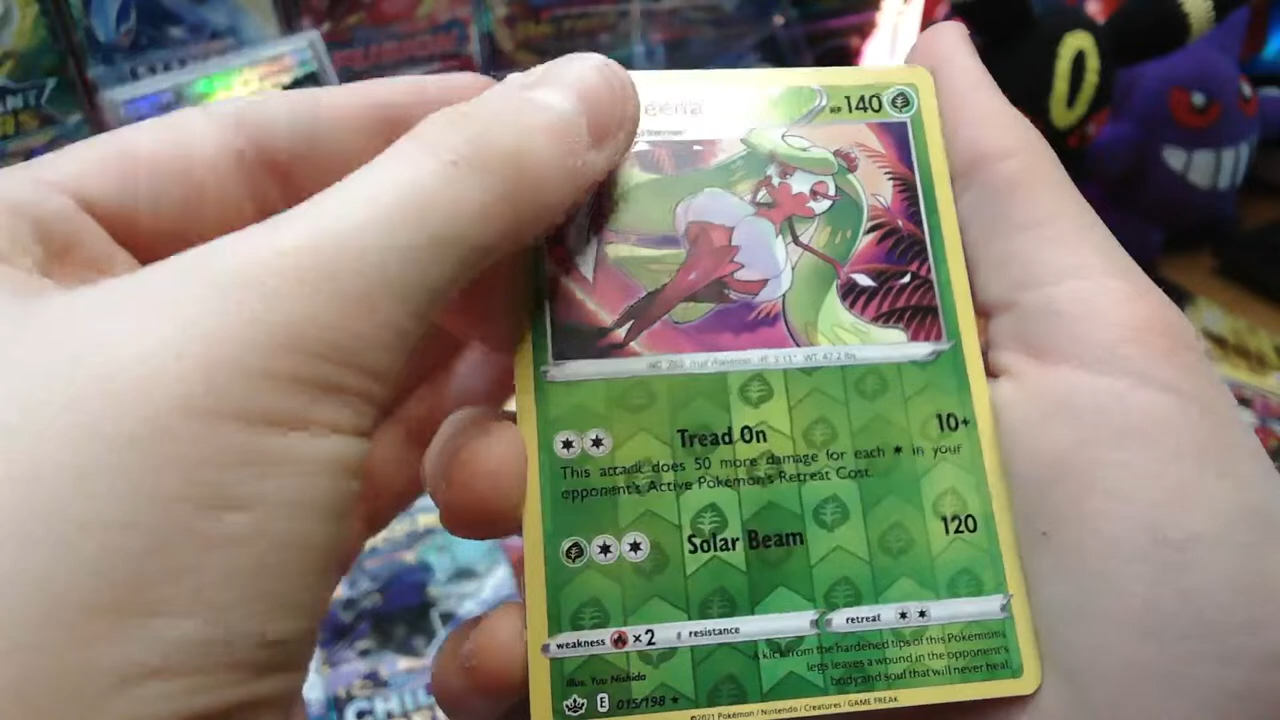 FUSION
HP 140
Tread On 10+
This attack does 50 more damage for each * in your
opponent's Active Pokémon's Retreat Cost.
Solar Beam 120
weakness ×2 resistance retreat
A kick from the hardened tips of this Pokémon's
legs leaves a wound in the opponent's
body and soul that will never heal.
Illus. Yuu Nishida
E 015/198 ★
©2021 Pokémon / Nintendo / Creatures / GAME FREAK